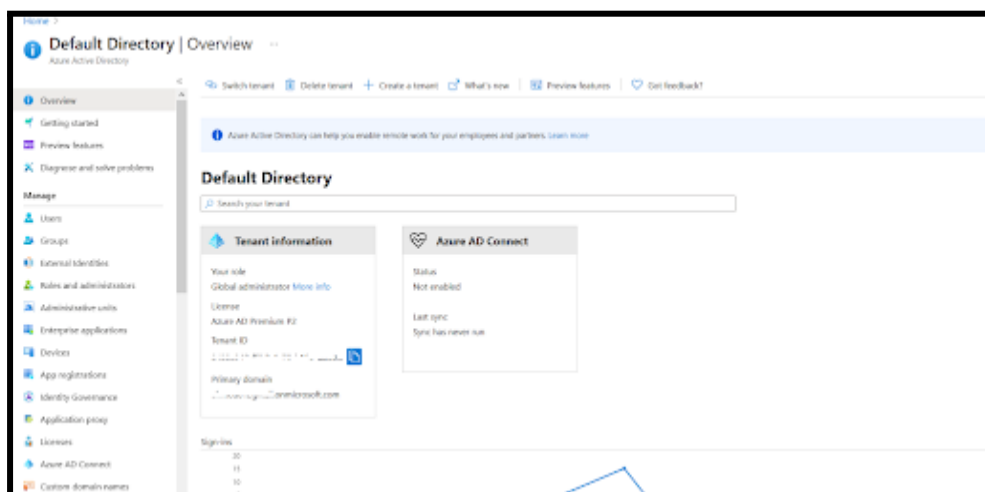 Home >
Default Directory | Overview ...
Azure Active Directory
Switch tenant Delete tenant + Create a tenant What's new Preview features Got feedback?
<<
Overview
Getting started
Preview features
Diagnose and solve problems
Manage
Users
Groups
External Identities
Roles and administrators
Administrative units
Enterprise applications
Devices
App registrations
Identity Governance
Application proxy
Licenses
Azure AD Connect
Custom domain names
Azure Active Directory can help you enable remote work for your employees and partners. Learn more
Default Directory
Search your tenant
Tenant information
Your role
Global administrator More info
License
Azure AD Premium P2
Tenant ID
Primary domain
onmicrosoft.com
Azure AD Connect
Status
Not enabled
Last sync
Sync has never run
Sign-ins
20
15
10